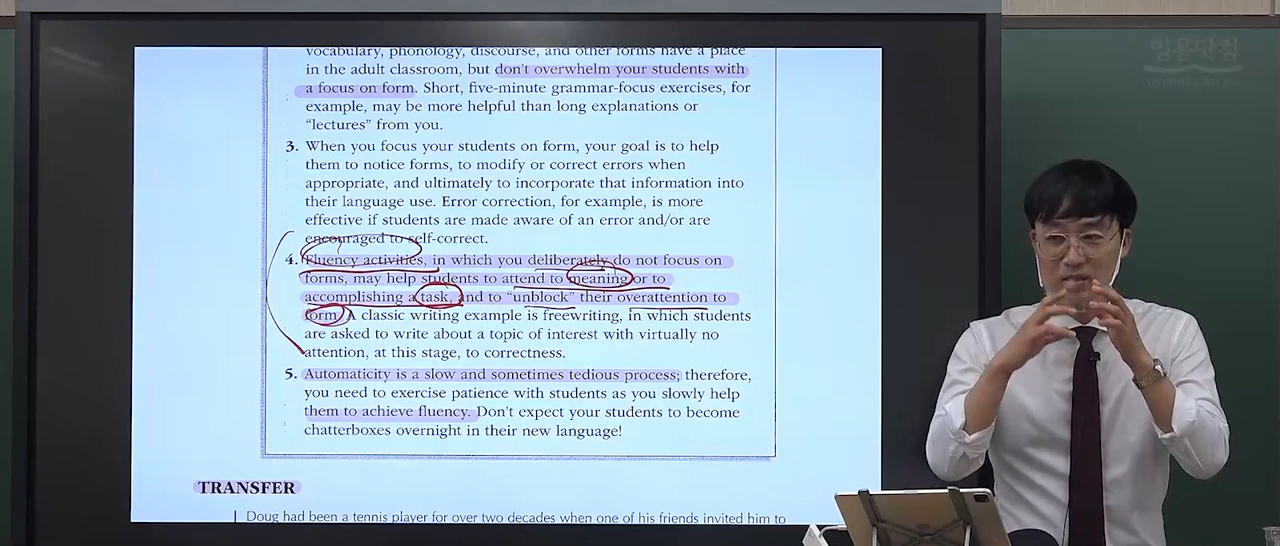 vocabulary, phonology, discourse, and other forms have a place
in the adult classroom, but don't overwhelm your students with
a focus on form. Short, five-minute grammar-focus exercises, for
example, may be more helpful than long explanations or
"lectures" from you.
3. When you focus your students on form, your goal is to help
them to notice forms, to modify or correct errors when
appropriate, and ultimately to incorporate that information into
their language use. Error correction, for example, is more
effective if students are made aware of an error and/or are
encouraged to self-correct.
4. Fluency activities, in which you deliberately do not focus on
forms, may help students to attend to meaning or to
accomplishing a task, and to "unblock" their overattention to
form. A classic writing example is freewriting, in which students
are asked to write about a topic of interest with virtually no
attention, at this stage, to correctness.
5. Automaticity is a slow and sometimes tedious process; therefore,
you need to exercise patience with students as you slowly help
them to achieve fluency. Don't expect your students to become
chatterboxes overnight in their new language!
TRANSFER
Doug had been a tennis player for over two decades when one of his friends invited him to
임용닷컴